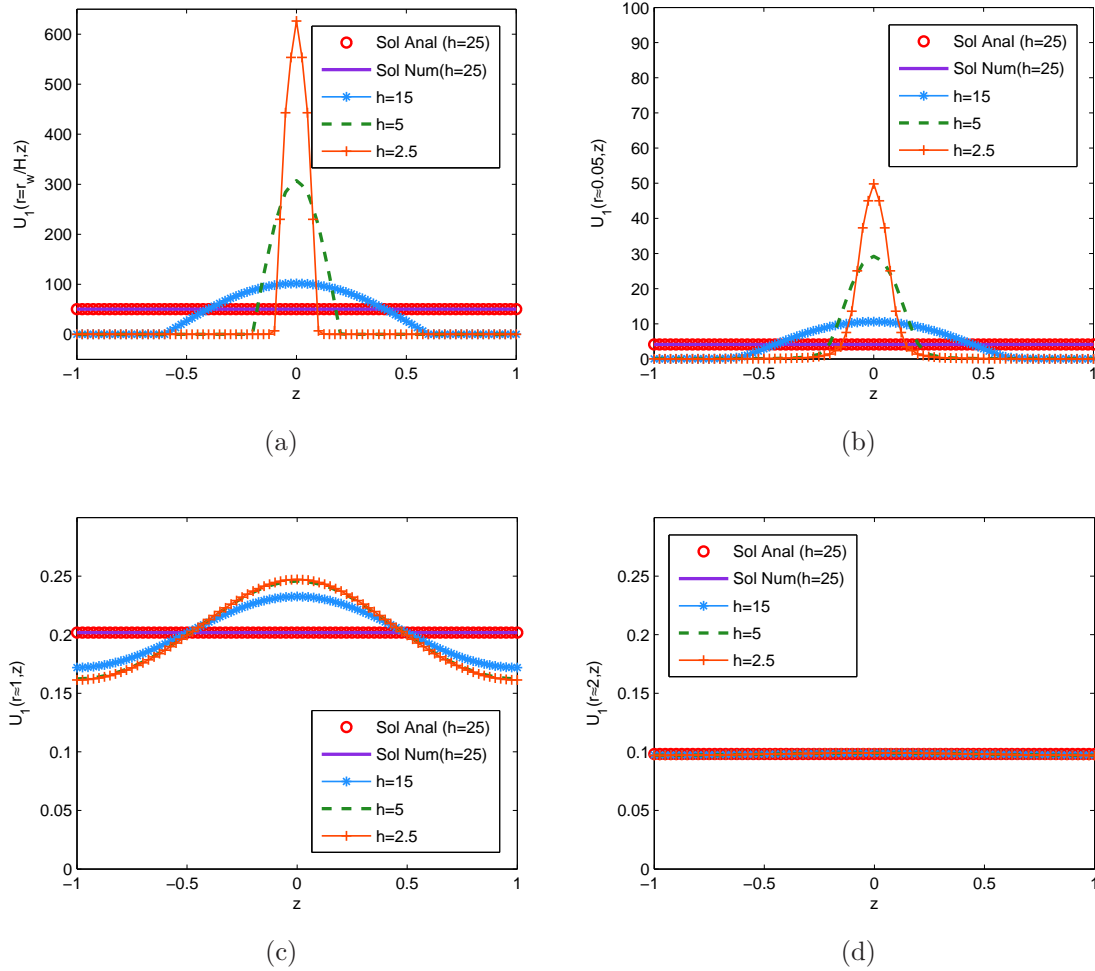 U₁(r=r_w/H,z)
650
600
500
400
300
200
100
0
−1
−0.5
0
0.5
1
z
Sol Anal (h=25)
Sol Num(h=25)
h=15
h=5
h=2.5
(a)
U₁(r≈0.05,z)
100
90
80
70
60
50
40
30
20
10
0
−1
−0.5
0
0.5
1
z
Sol Anal (h=25)
Sol Num(h=25)
h=15
h=5
h=2.5
(b)
U₁(r≈1,z)
0.25
0.2
0.15
0.1
0.05
0
−1
−0.5
0
0.5
1
z
Sol Anal (h=25)
Sol Num(h=25)
h=15
h=5
h=2.5
(c)
U₁(r≈2,z)
0.25
0.2
0.15
0.1
0.05
0
−1
−0.5
0
0.5
1
z
Sol Anal (h=25)
Sol Num(h=25)
h=15
h=5
h=2.5
(d)